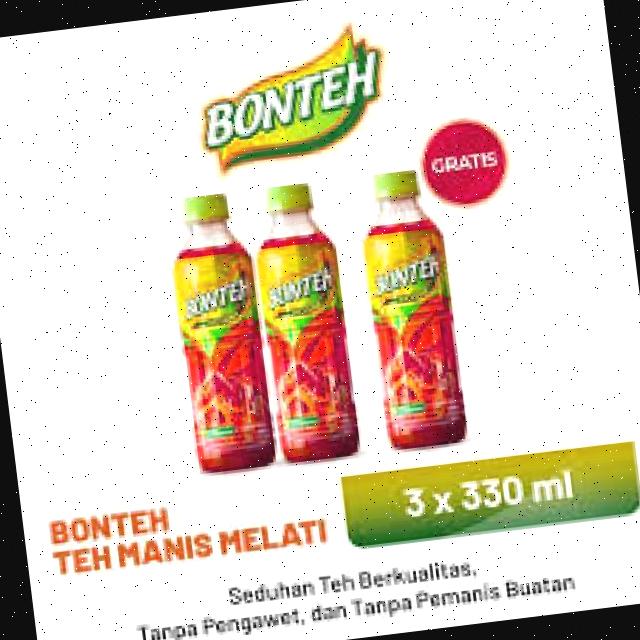 BONTEH
GRATIS
BONTEH
BONTEH
BONTEH
3 x 330 ml
BONTEH
TEH MANIS MELATI
Seduhan Teh Berkualitas,
Tanpa Pengawet, dan Tanpa Pemanis Buatan